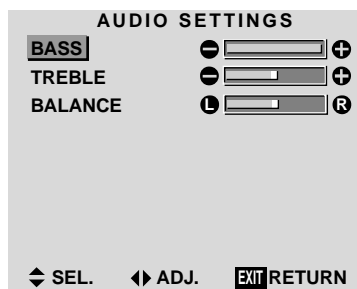 AUDIO SETTINGS
BASS
TREBLE
BALANCE L R
SEL. ADJ. EXIT RETURN